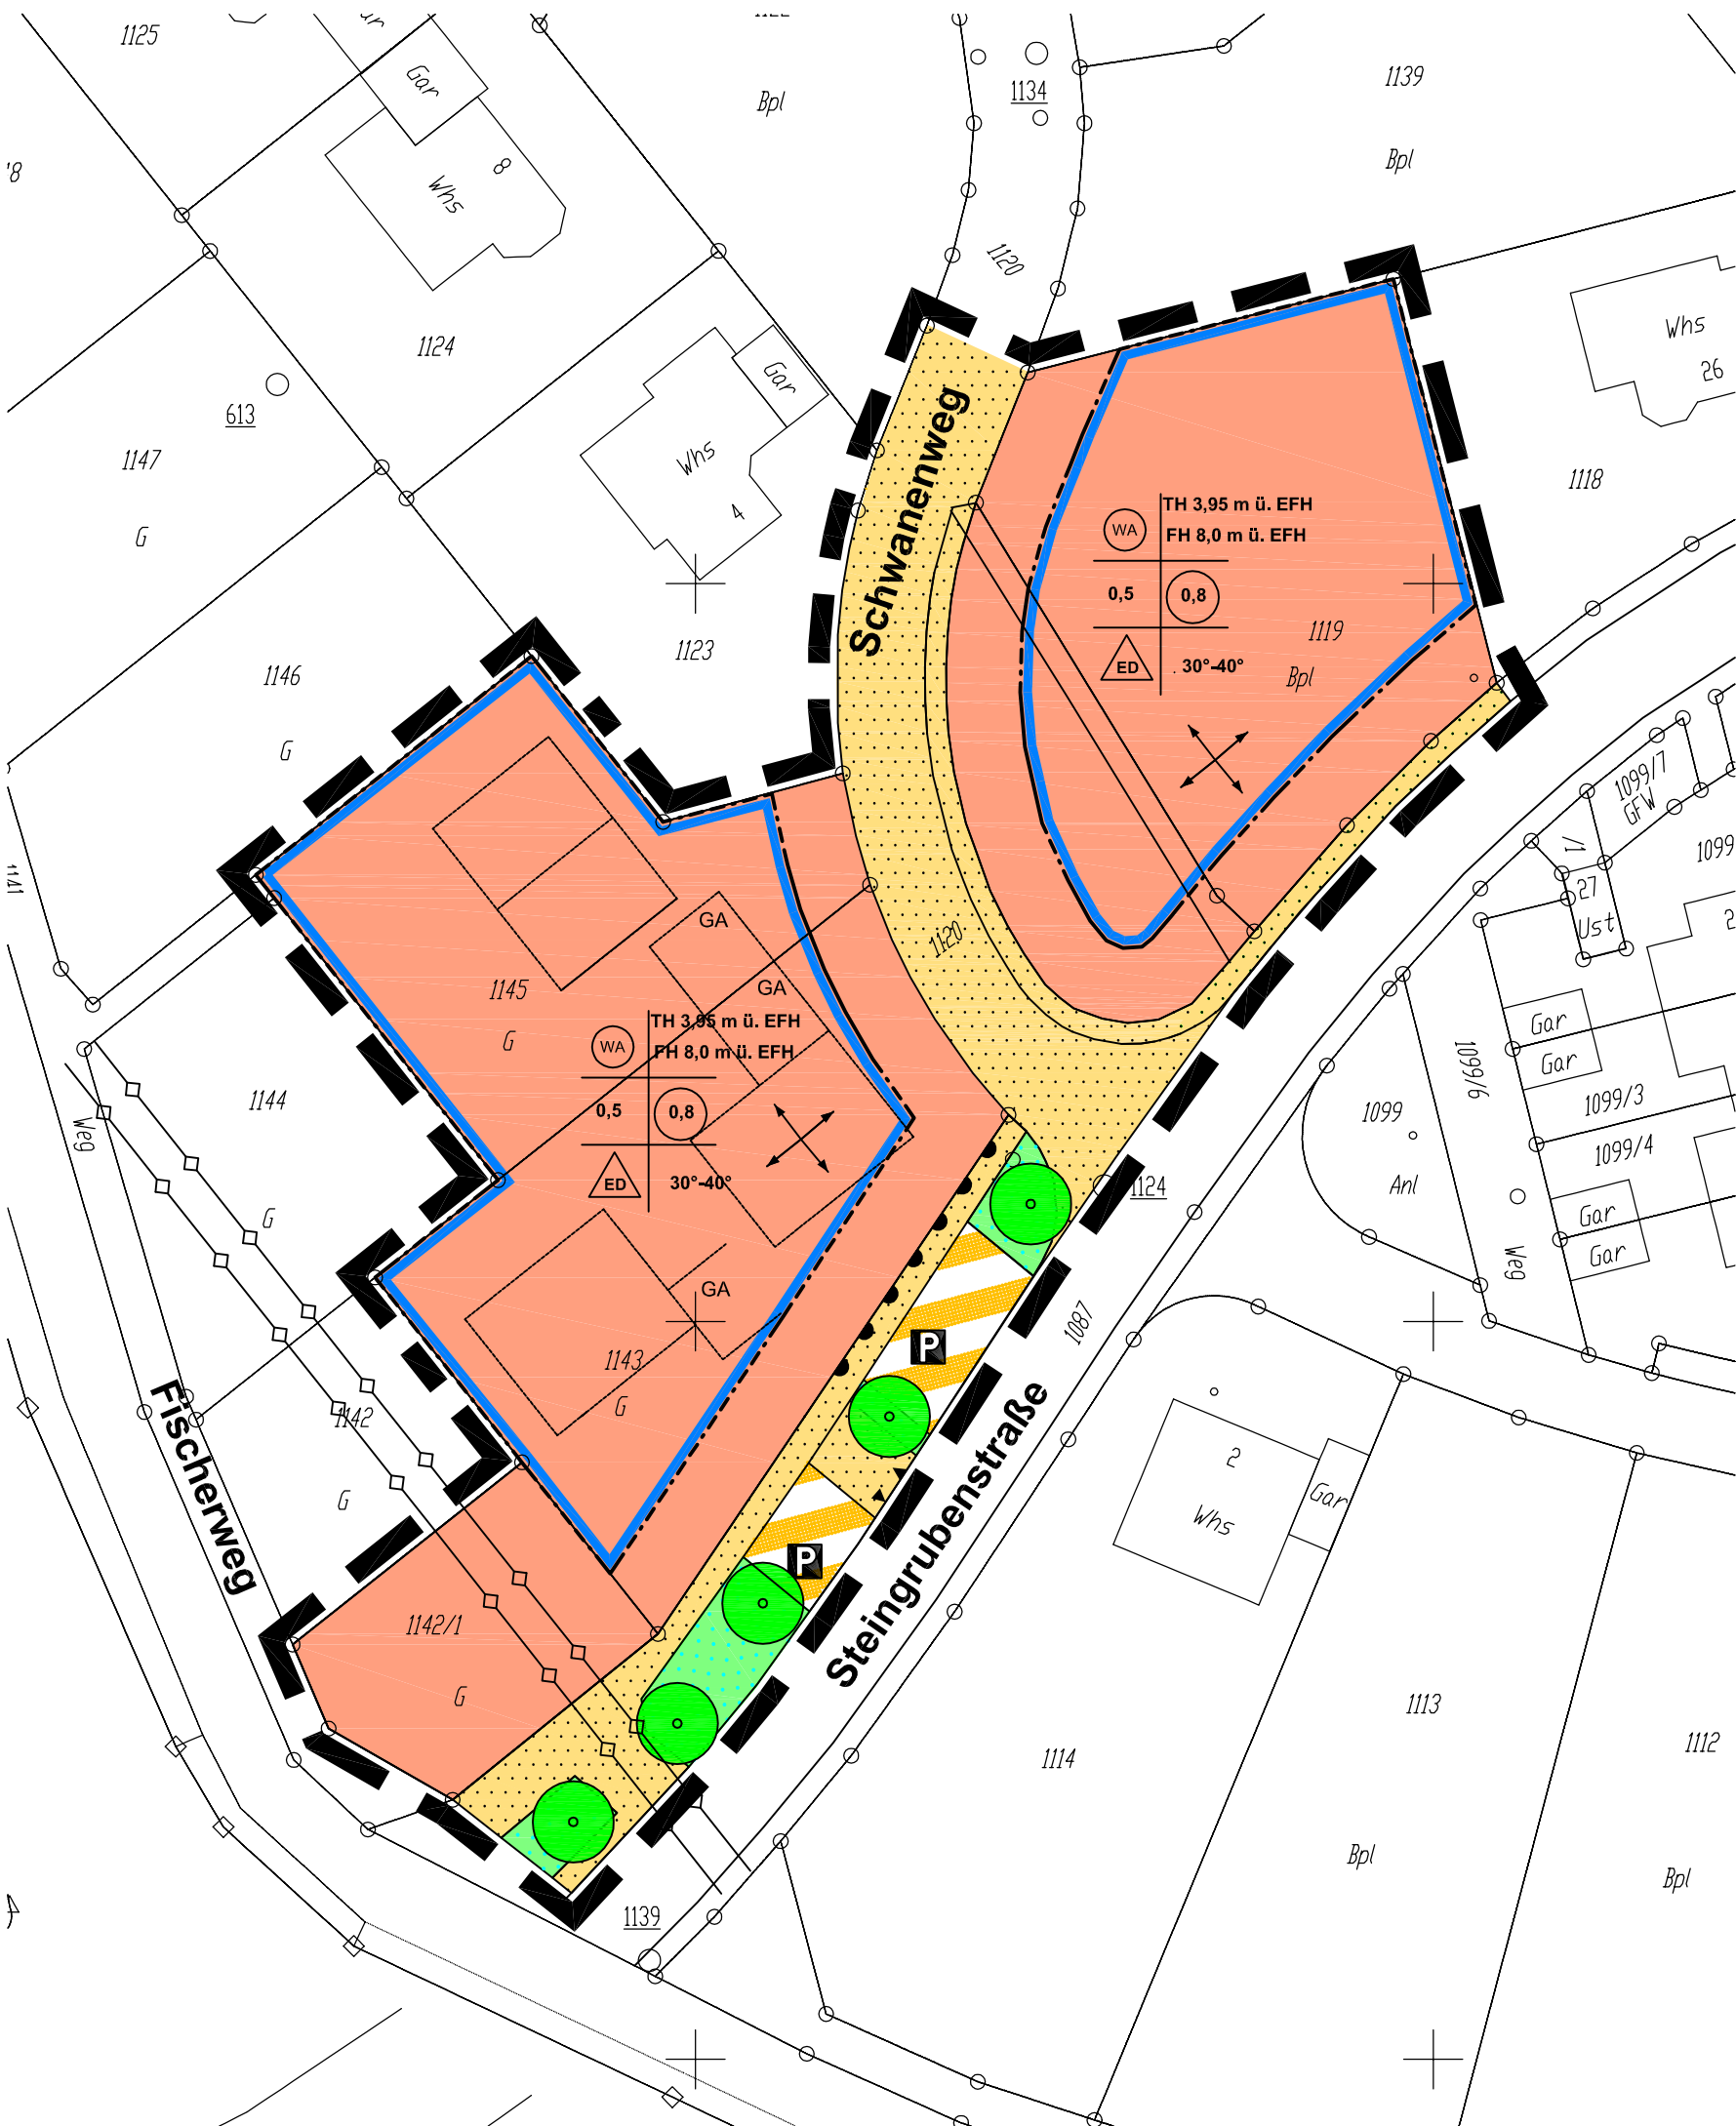 1125
Gar
Bpl
1134
1139
Bpl
Gar
Whs
8
1120
1124
613
1147
G
Whs
4
Gar
Whs
26
1118
Schwanenweg
WA
TH 3,95 m ü. EFH
FH 8,0 m ü. EFH
0,5
0,8
ED
30°-40°
1119
Bpl
1123
1146
G
1141
1099/7
GFW
/1
27
Ust
1099
1120
GA
GA
1145
G
WA
TH 3,95 m ü. EFH
FH 8,0 m ü. EFH
0,5
0,8
ED
30°-40°
Gar
Gar
1099/6
1099/3
1099/4
1099
Anl
Gar
Gar
Weg
1144
G
Weg
1124
GA
1143
G
1087
P
1142
G
Fischerweg
Steingrubenstraße
2
Whs
Gar
P
1142/1
G
1113
1114
1112
Bpl
Bpl
1139